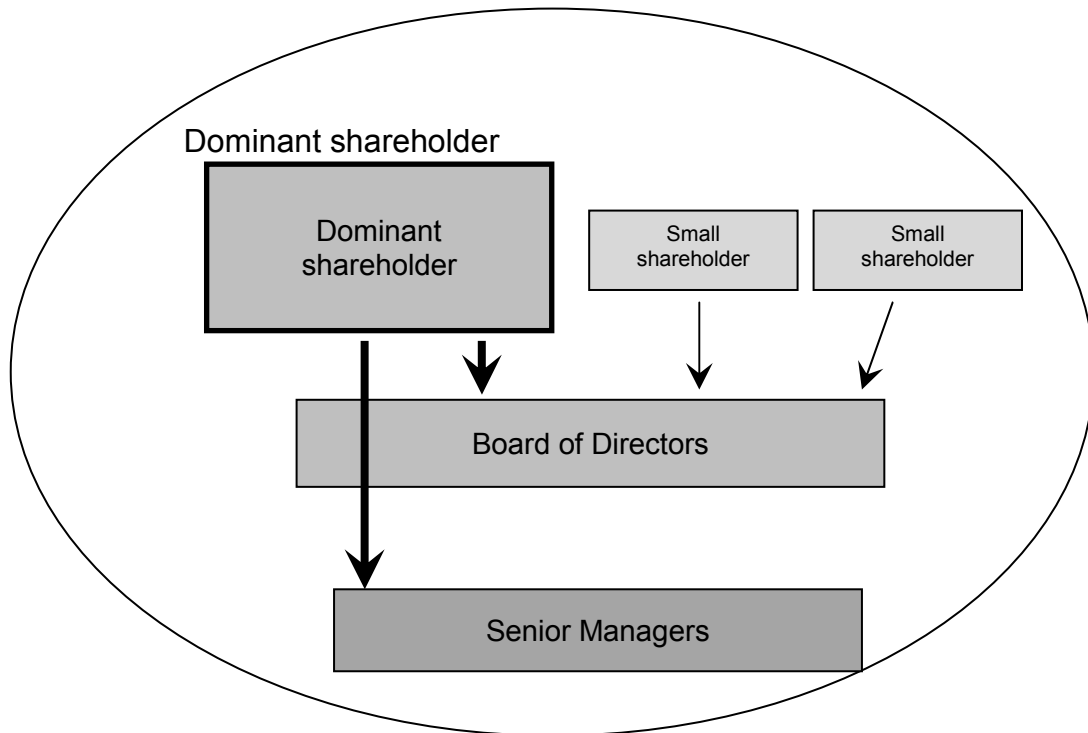 Dominant shareholder
Dominant
shareholder
Small
shareholder
Small
shareholder
Board of Directors
Senior Managers